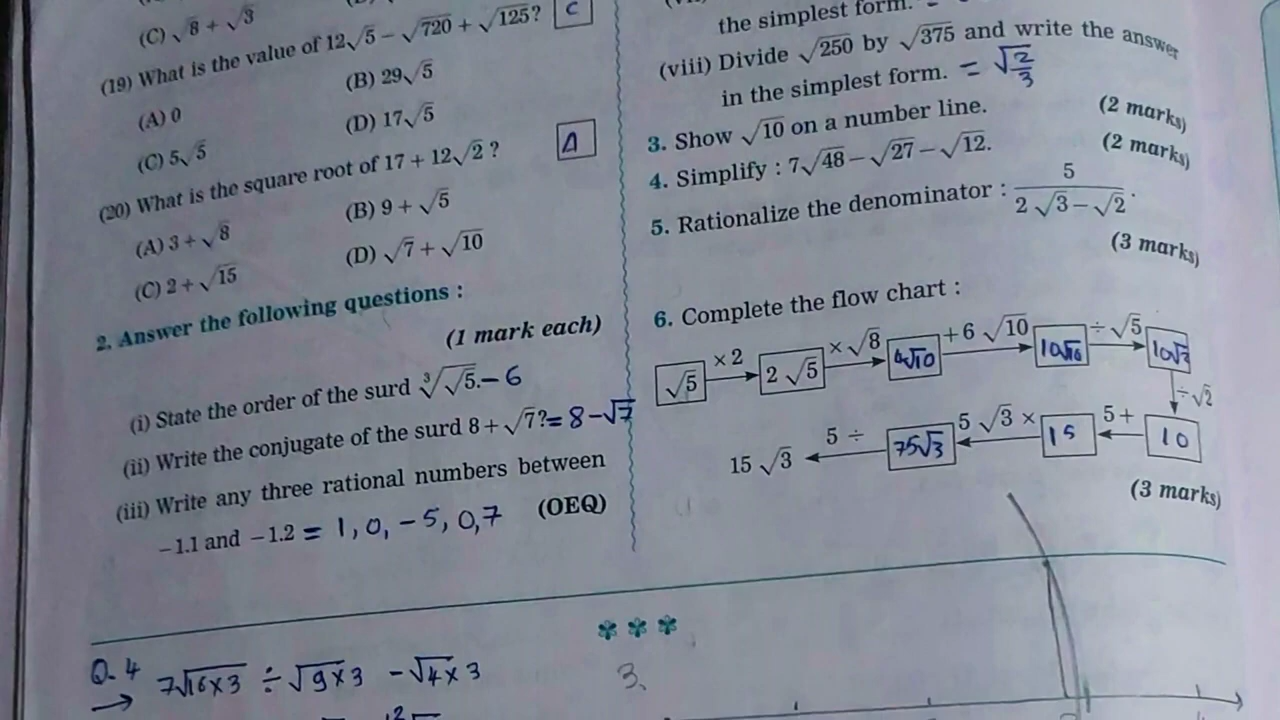 (C) √8 + √3
(19) What is the value of 12√5 − √720 + √125? C
(A) 0
(B) 29√5
(C) 5√5
(D) 17√5
(20) What is the square root of 17 + 12√2 ? A
(A) 3 + √8
(B) 9 + √5
(C) 2 + √15
(D) √7 + √10
2. Answer the following questions :
(1 mark each)
(i) State the order of the surd ∛√5. – 6
(ii) Write the conjugate of the surd 8 + √7? = 8 − √7
(iii) Write any three rational numbers between
−1.1 and −1.2 = 1, 0, −5, 0,7 (OEQ)
the simplest form.
(viii) Divide √250 by √375 and write the answer
in the simplest form. = √2/3
3. Show √10 on a number line.
(2 marks)
4. Simplify : 7√48 − √27 − √12.
(2 marks)
5. Rationalize the denominator : 5 / 2√3 − √2 .
(3 marks)
6. Complete the flow chart :
√5 ×2 2√5 ×√8 4√10 +6√10 10√10 ÷√5 10√2
÷√2
15√3 5 ÷ 75√3 5√3 × 15 5+ 10
(3 marks)
Q. 4
→ 7√16×3 ÷ √9×3 − √4×3
3.